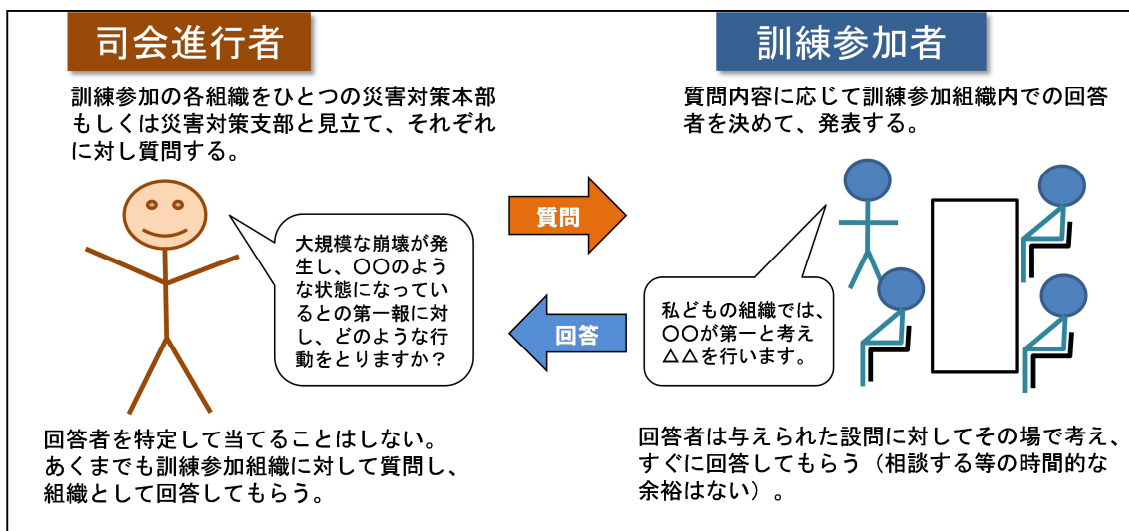 司会進行者
訓練参加の各組織をひとつの災害対策本部
もしくは災害対策支部と見立て、それぞれ
に対し質問する。
大規模な崩壊が発
生し、〇〇のよう
な状態になってい
るとの第一報に対
し、どのような行
動をとりますか?
回答者を特定して当てることはしない。
あくまでも訓練参加組織に対して質問し、
組織として回答してもらう。
質問
回答
訓練参加者
質問内容に応じて訓練参加組織内での回答
者を決めて、発表する。
私どもの組織では、
〇〇が第一と考え
△△を行います。
回答者は与えられた設問に対してその場で考え、
すぐに回答してもらう(相談する等の時間的な
余裕はない)。